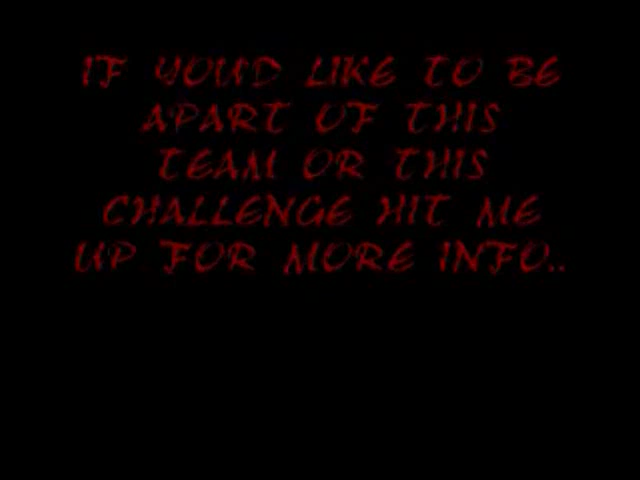 IF YOUD LIKE TO BE
APART OF THIS
TEAM OR THIS
CHALLENGE HIT ME
UP FOR MORE INFO..